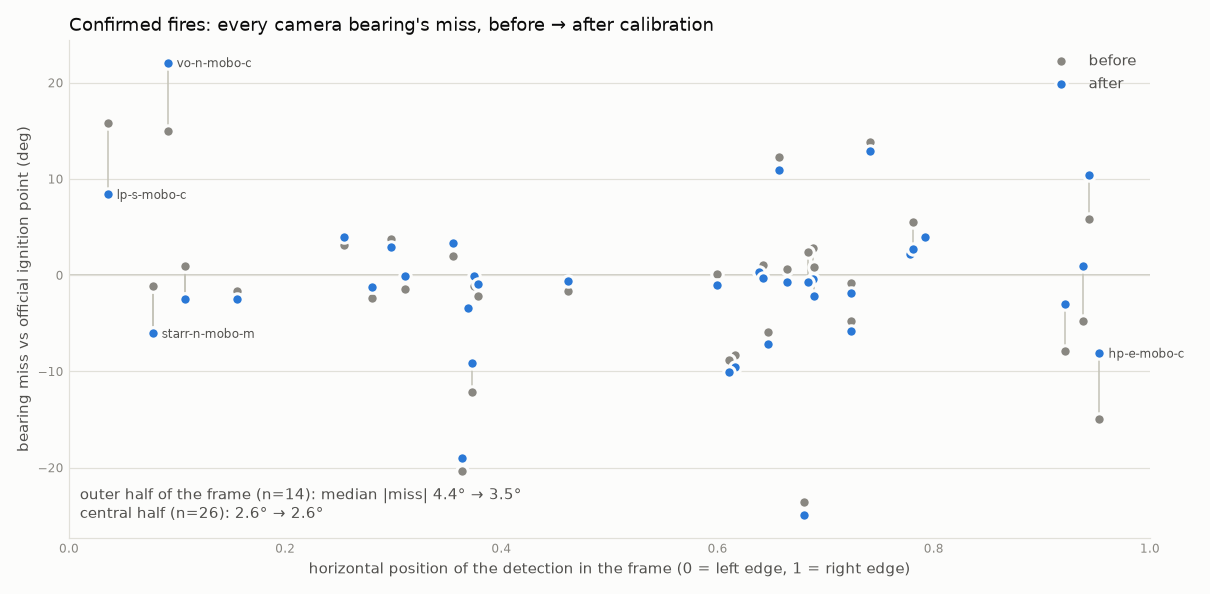 Confirmed fires: every camera bearing's miss, before → after calibration
before
after
vo-n-mobo-c
lp-s-mobo-c
starr-n-mobo-m
hp-e-mobo-c
bearing miss vs official ignition point (deg)
20
10
0
−10
−20
outer half of the frame (n=14): median |miss| 4.4° → 3.5°
central half (n=26): 2.6° → 2.6°
0.0 0.2 0.4 0.6 0.8 1.0
horizontal position of the detection in the frame (0 = left edge, 1 = right edge)